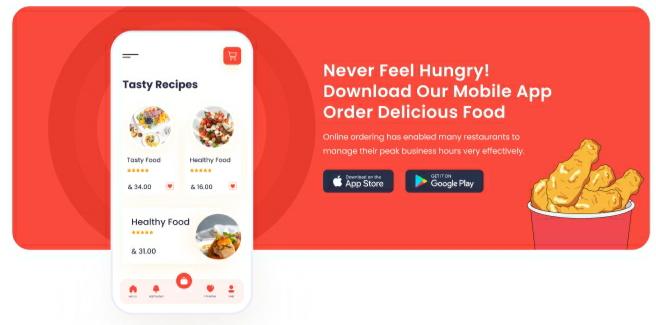 Tasty Recipes
Tasty Food
& 34.00
Healthy Food
& 16.00
Healthy Food
& 31.00
Never Feel Hungry!
Download Our Mobile App
Order Delicious Food
Online ordering has enabled many restaurants to
manage their peak business hours very effectively.
Download on the
App Store
GET IT ON
Google Play